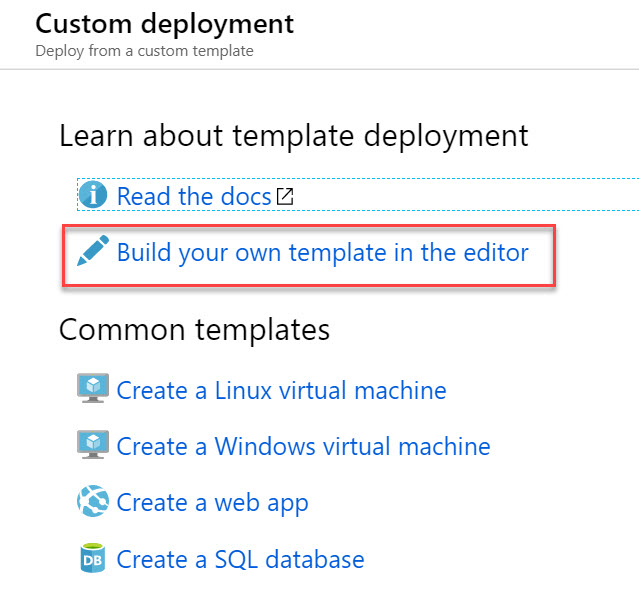 Custom deployment
Deploy from a custom template
Learn about template deployment
Read the docs
Build your own template in the editor
Common templates
Create a Linux virtual machine
Create a Windows virtual machine
Create a web app
DB Create a SQL database